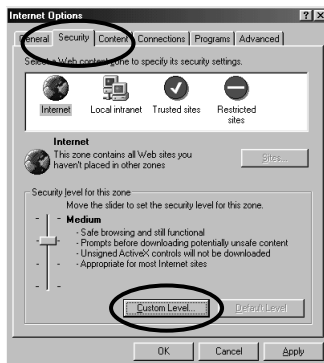 Internet Options
General Security Content Connections Programs Advanced
Select a Web content zone to specify its security settings.
Internet Local intranet Trusted sites Restricted sites
Internet
This zone contains all Web sites you
haven't placed in other zones
Sites...
Security level for this zone
Move the slider to set the security level for this zone.
Medium
- Safe browsing and still functional
- Prompts before downloading potentially unsafe content
- Unsigned ActiveX controls will not be downloaded
- Appropriate for most Internet sites
Custom Level... Default Level
OK Cancel Apply